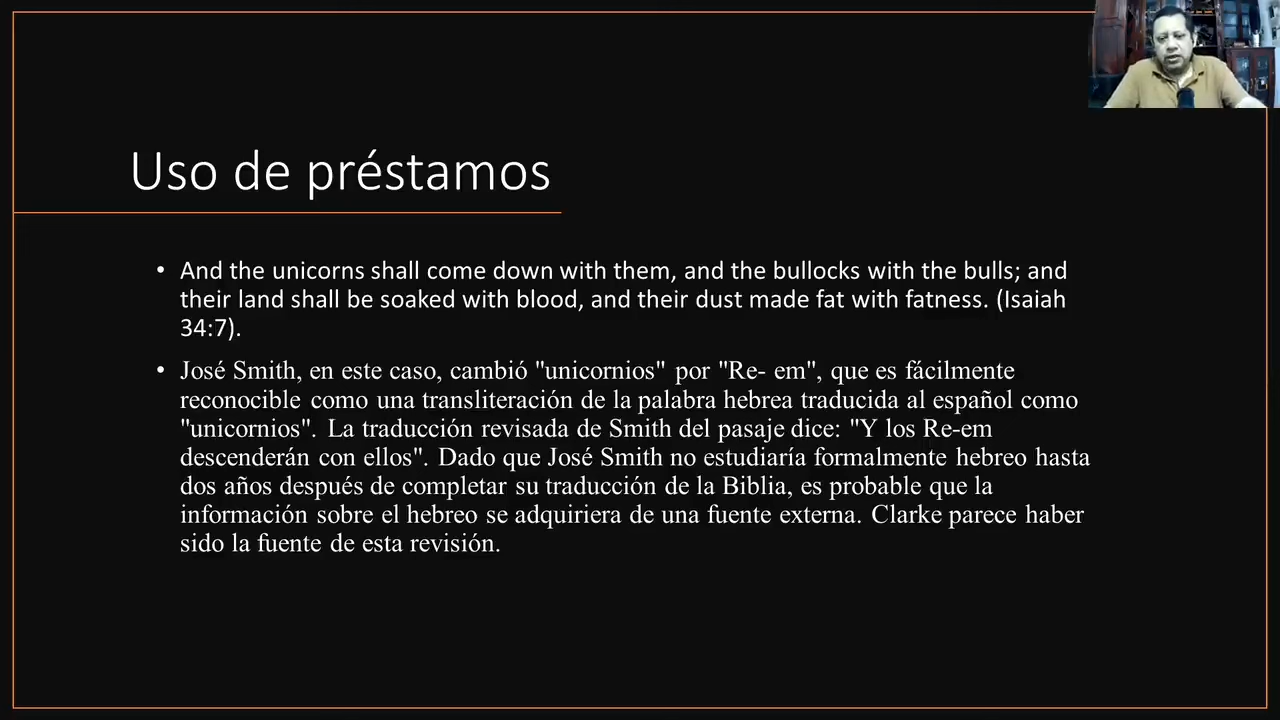 Uso de préstamos
• And the unicorns shall come down with them, and the bullocks with the bulls; and
their land shall be soaked with blood, and their dust made fat with fatness. (Isaiah
34:7).
• José Smith, en este caso, cambió "unicornios" por "Re- em", que es fácilmente
reconocible como una transliteración de la palabra hebrea traducida al español como
"unicornios". La traducción revisada de Smith del pasaje dice: "Y los Re-em
descenderán con ellos". Dado que José Smith no estudiaría formalmente hebreo hasta
dos años después de completar su traducción de la Biblia, es probable que la
información sobre el hebreo se adquiriera de una fuente externa. Clarke parece haber
sido la fuente de esta revisión.